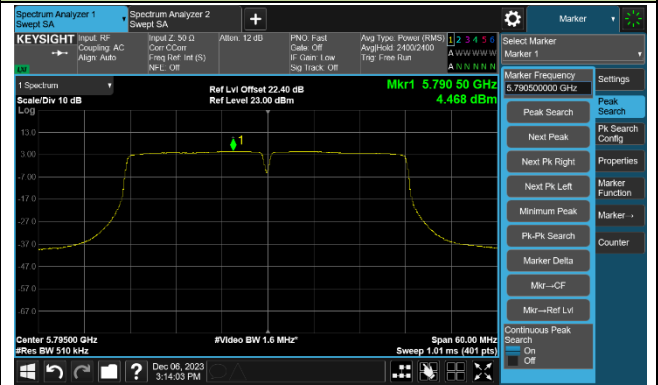 Spectrum Analyzer 1
Swept SA
Spectrum Analyzer 2
Swept SA
+
Marker
KEYSIGHT
Input: RF
Coupling: AC
Align: Auto
Input Z: 50 Ω
Corr CCorr
Freq Ref: Int (S)
NFE: Off
Atten: 12 dB
PNO: Fast
Gate: Off
IF Gain: Low
Sig Track: Off
Avg Type: Power (RMS)
Avg|Hold: 2400/2400
Trig: Free Run
1 2 3 4 5 6
A W W W W W
A N N N N N
Select Marker
Marker 1
1 Spectrum
Scale/Div 10 dB
Log
Ref Lvl Offset 22.40 dB
Ref Level 23.00 dBm
Mkr1 5.790 50 GHz
4.468 dBm
1
13.0
3.00
-7.00
-17.0
-27.0
-37.0
-47.0
-57.0
-67.0
Center 5.79500 GHz
#Res BW 510 kHz
#Video BW 1.6 MHz*
Span 60.00 MHz
Sweep 1.01 ms (401 pts)
Marker Frequency
5.790500000 GHz
Peak Search
Next Peak
Next Pk Right
Next Pk Left
Minimum Peak
Pk-Pk Search
Marker Delta
Mkr→CF
Mkr→Ref Lvl
Continuous Peak
Search
On
Off
Settings
Peak
Search
Pk Search
Config
Properties
Marker
Function
Marker→
Counter
?
Dec 06, 2023
3:14:03 PM